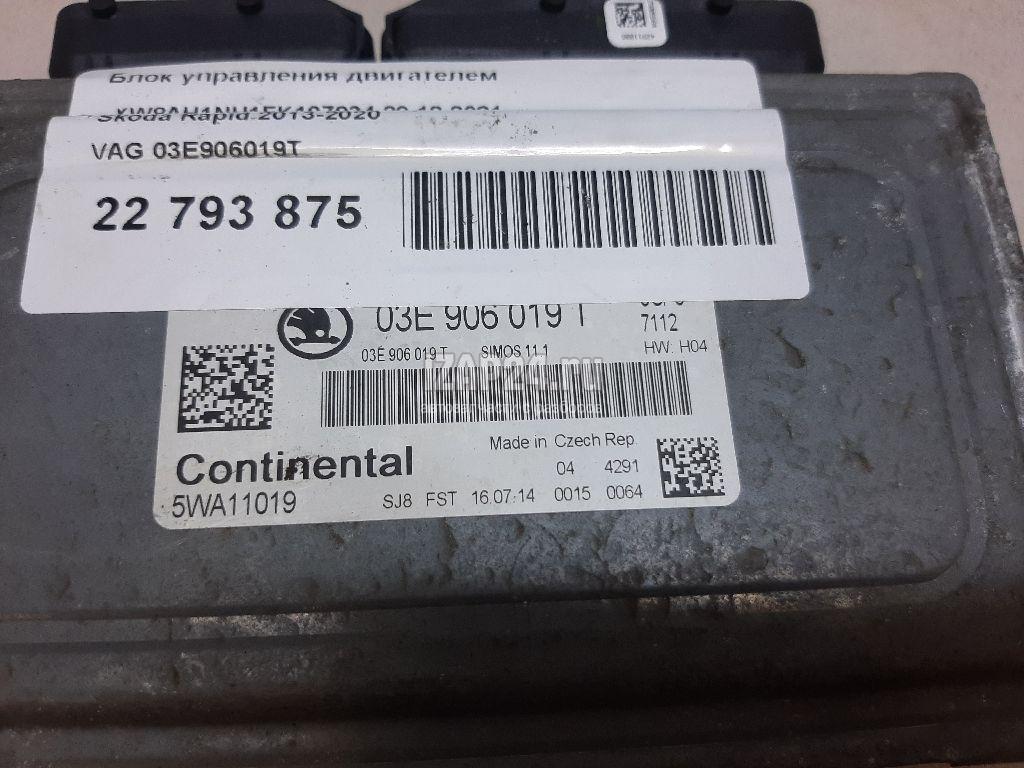 Блок управления двигателем
Skoda Rapid 2013-2020
VAG 03E906019T
22 793 875
03E 906 019 T
7112
03E 906 019 T SIMOS 11.1 HW: H04
IZAP24.ru
Made in Czech Rep.
Continental
04 4291
5WA11019 SJ8 FST 16.07.14 0015 0064